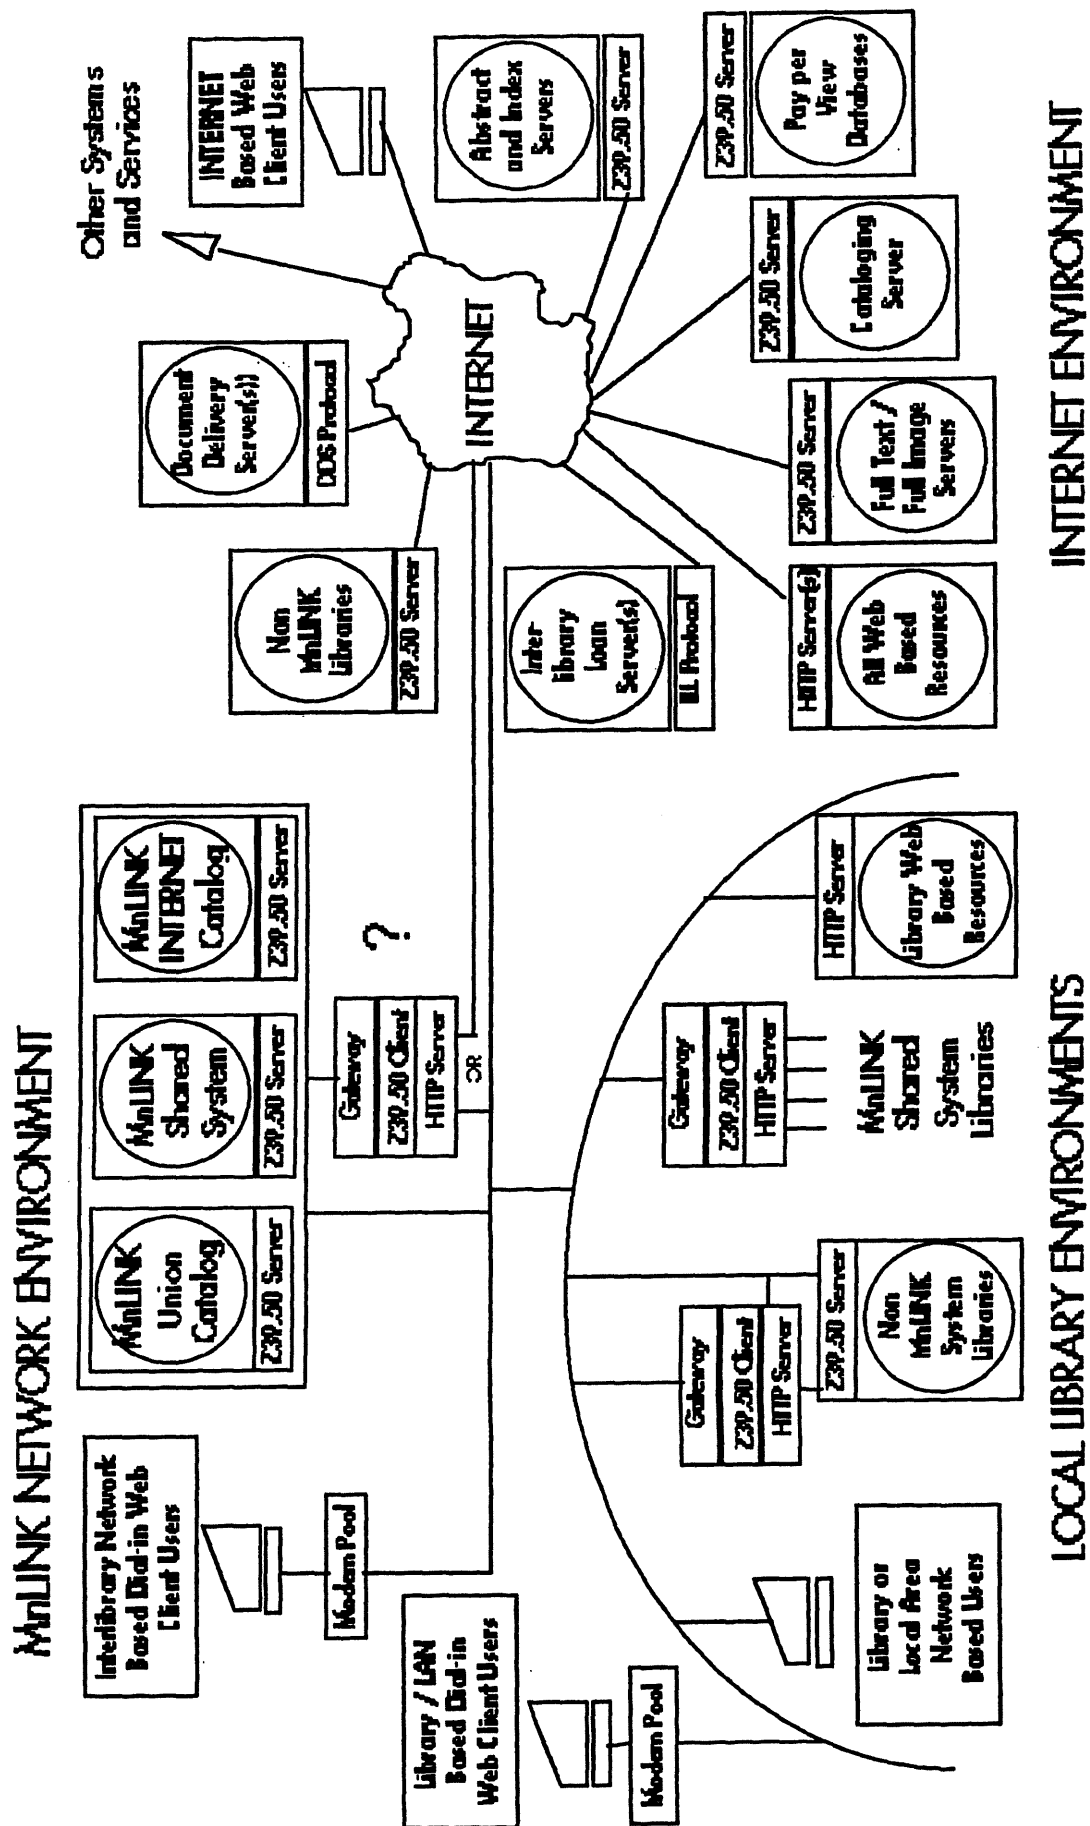 MnLINK NETWORK ENVIRONMENT
Interlibrary Network
Based Dial-in Web
Client Users
Modem Pool
MnLINK
Union
Catalog
Z39.50 Server
MnLINK
Shared
System
Z39.50 Server
MnLINK
INTERNET
Catalog
Z39.50 Server
Gateway
Z39.50 Client
HTTP Server
?
OR
Other Systems
and Services
INTERNET
Based Web
Client Users
Document
Delivery
Server(s))
DDS Protocol
Non
MnLINK
Libraries
Z39.50 Server
INTERNET
Abstract
and Index
Servers
Z39.50 Server
Inter-
library
Loan
Server(s)
ILL Protocol
Z39.50 Server
Pay per
View
Databases
Z39.50 Server
Cataloging
Server
Z39.50 Server
Full Text /
Full Image
Servers
HTTP Server(s)
All Web
Based
Resources
INTERNET ENVIRONMENT
Library / LAN
Based Dial-in
Web Client Users
Modem Pool
Library or
Local Area
Network
Based Users
Gateway
Z39.50 Client
HTTP Server
Z39.50 Server
Non
MnLINK
System
Libraries
Gateway
Z39.50 Client
HTTP Server
MnLINK
Shared
System
Libraries
HTTP Server
Library Web
Based
Resources
LOCAL LIBRARY ENVIRONMENTS